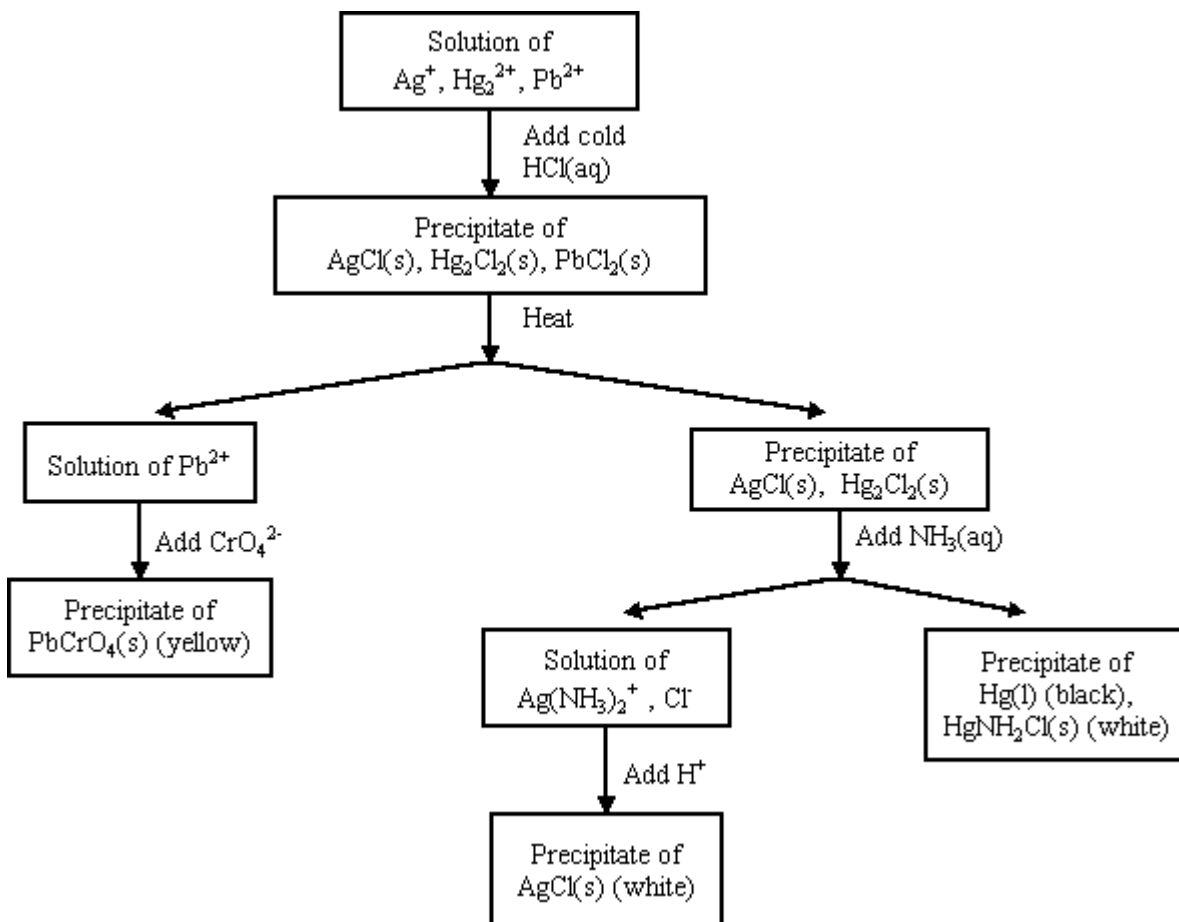 Solution of
Ag⁺, Hg₂²⁺, Pb²⁺
Add cold
HCl(aq)
Precipitate of
AgCl(s), Hg₂Cl₂(s), PbCl₂(s)
Heat
Solution of Pb²⁺
Add CrO₄²⁻
Precipitate of
PbCrO₄(s) (yellow)
Precipitate of
AgCl(s), Hg₂Cl₂(s)
Add NH₃(aq)
Solution of
Ag(NH₃)₂⁺ , Cl⁻
Add H⁺
Precipitate of
AgCl(s) (white)
Precipitate of
Hg(l) (black),
HgNH₂Cl(s) (white)